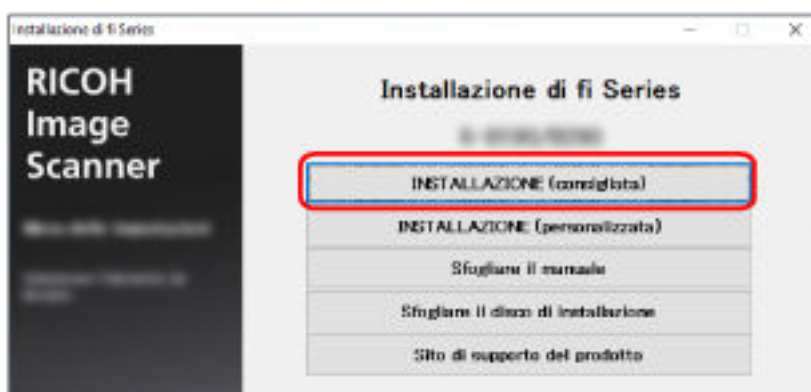 Installazione di fi Series
RICOH
Image
Scanner
Installazione di fi Series
INSTALLAZIONE (consigliata)
INSTALLAZIONE (personalizzata)
Sfogliare il manuale
Sfogliare il disco di installazione
Sito di supporto del prodotto